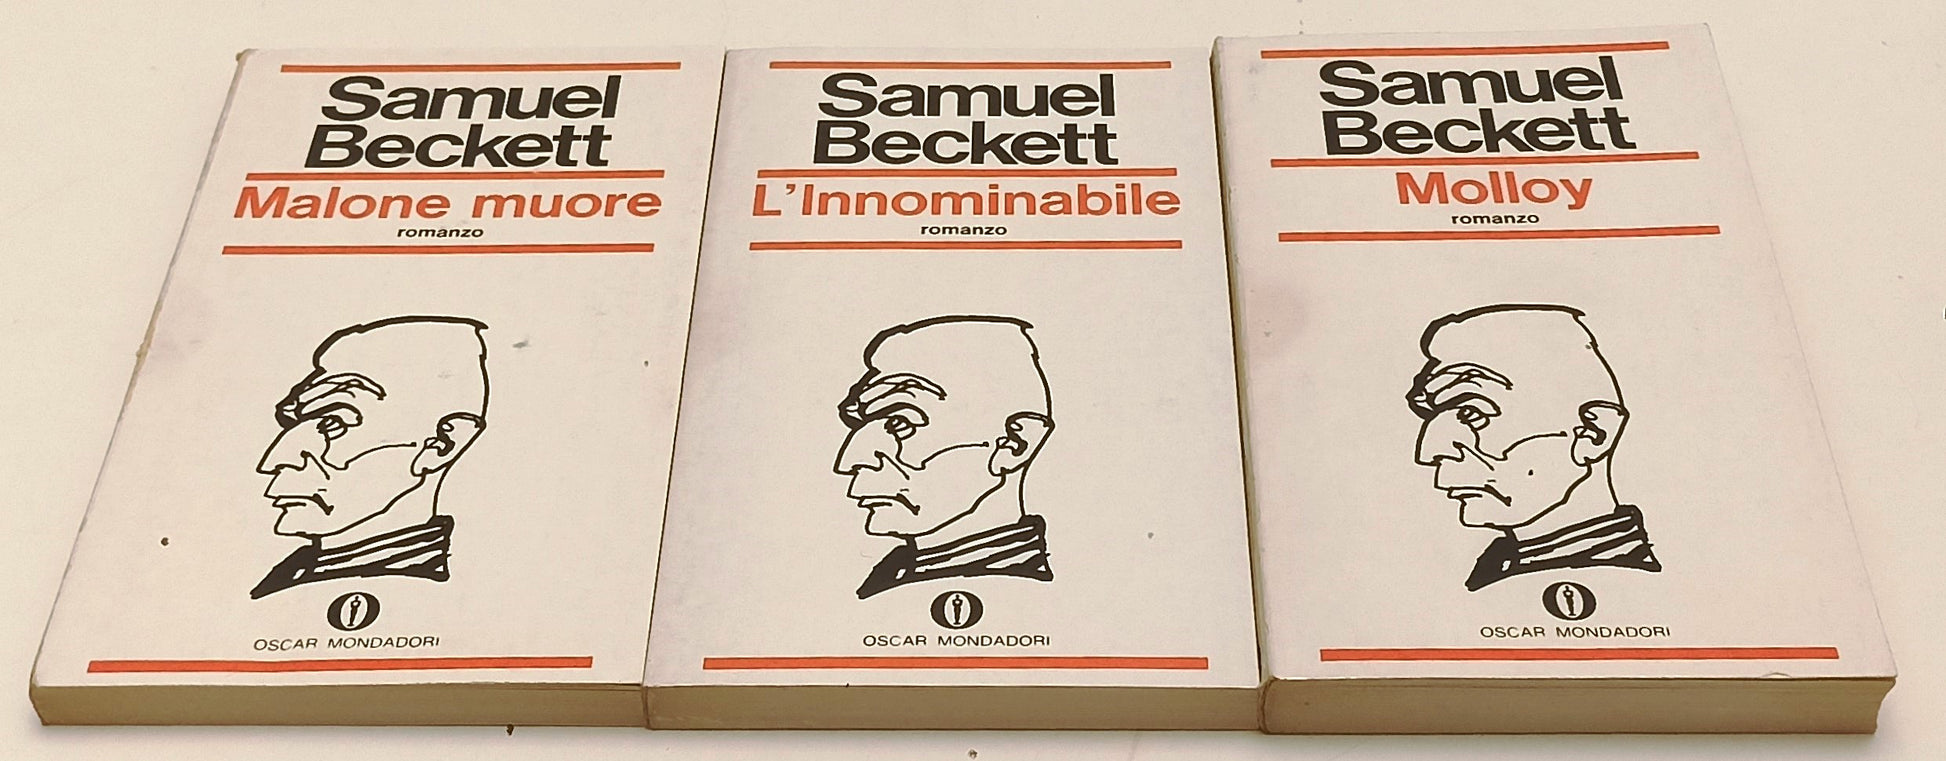 Samuel
Beckett
Malone muore
romanzo
OSCAR MONDADORI
Samuel
Beckett
L'Innominabile
romanzo
OSCAR MONDADORI
Samuel
Beckett
Molloy
romanzo
OSCAR MONDADORI